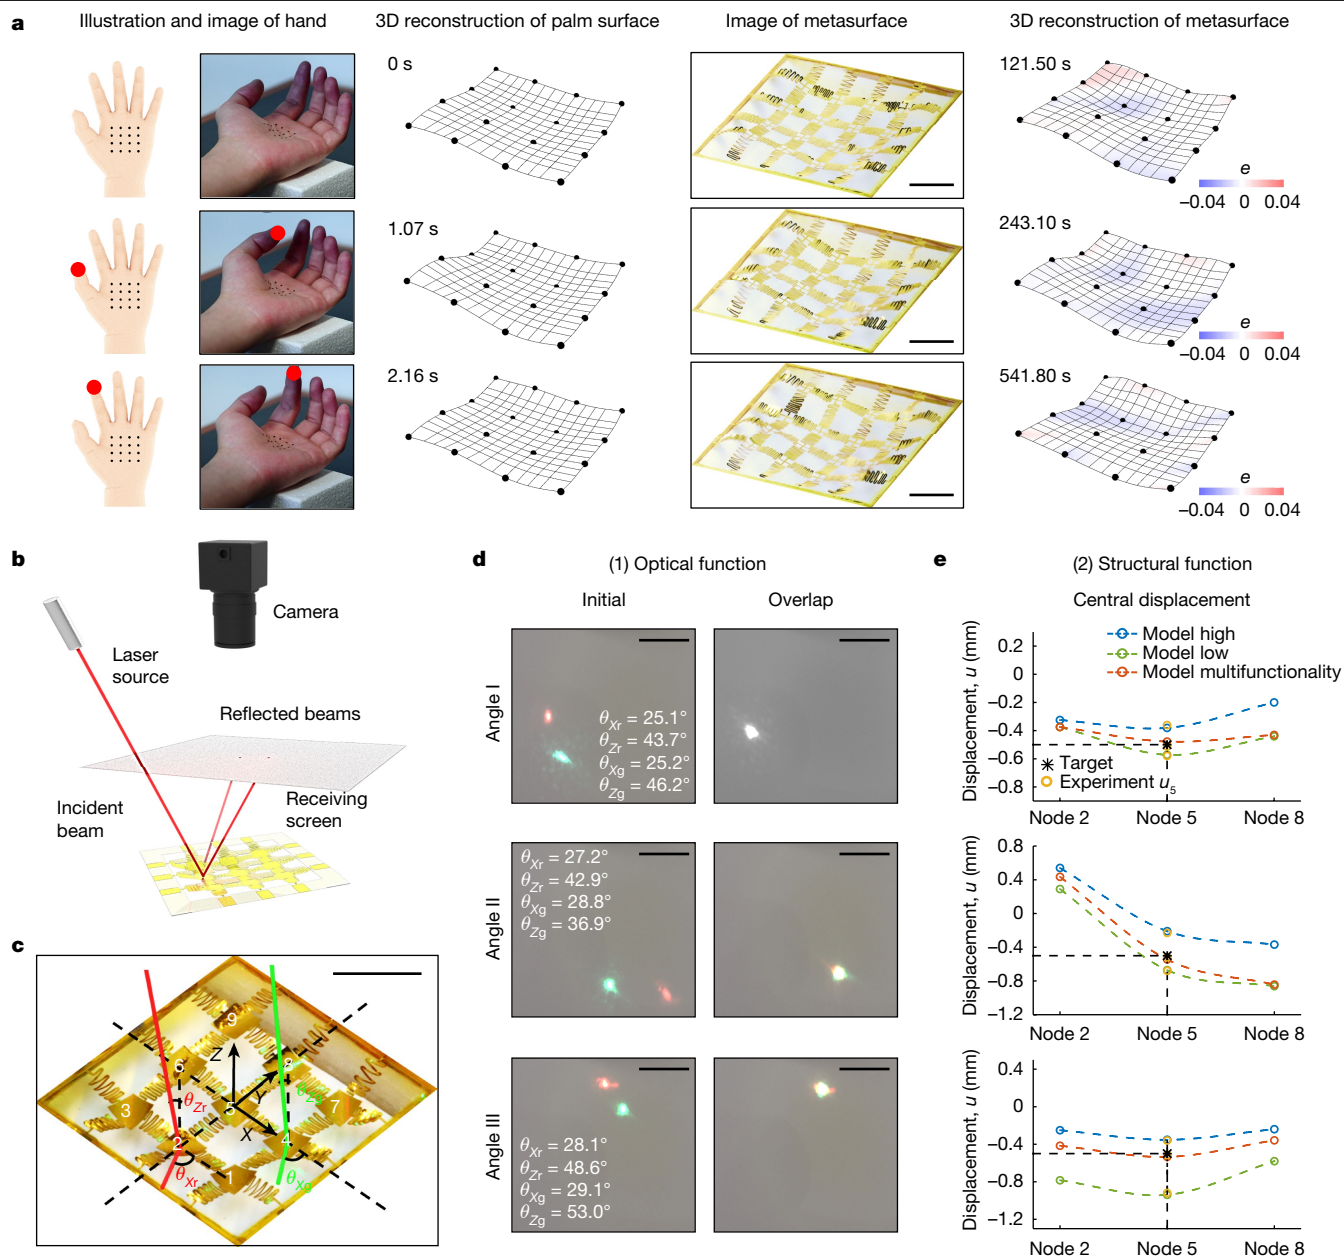 a
Illustration and image of hand
3D reconstruction of palm surface
Image of metasurface
3D reconstruction of metasurface
0 s
121.50 s
e
−0.04 0 0.04
1.07 s
243.10 s
e
−0.04 0 0.04
2.16 s
541.80 s
e
−0.04 0 0.04
b
Camera
Laser
source
Reflected beams
Incident
beam
Receiving
screen
c
9
Z
6
8
θZr
θZg
3
5
Y
7
X
2
4
θXr
1
θXg
d
(1) Optical function
Initial
Overlap
Angle I
θXr = 25.1°
θZr = 43.7°
θXg = 25.2°
θZg = 46.2°
Angle II
θXr = 27.2°
θZr = 42.9°
θXg = 28.8°
θZg = 36.9°
Angle III
θXr = 28.1°
θZr = 48.6°
θXg = 29.1°
θZg = 53.0°
e
(2) Structural function
Central displacement
Displacement, u (mm)
0.2
0
−0.2
−0.4
−0.6
−0.8
Model high
Model low
Model multifunctionality
Target
Experiment u5
Node 2 Node 5 Node 8
Displacement, u (mm)
0.8
0.4
0
−0.4
−0.8
−1.2
Node 2 Node 5 Node 8
Displacement, u (mm)
0.4
0
−0.4
−0.8
−1.2
Node 2 Node 5 Node 8